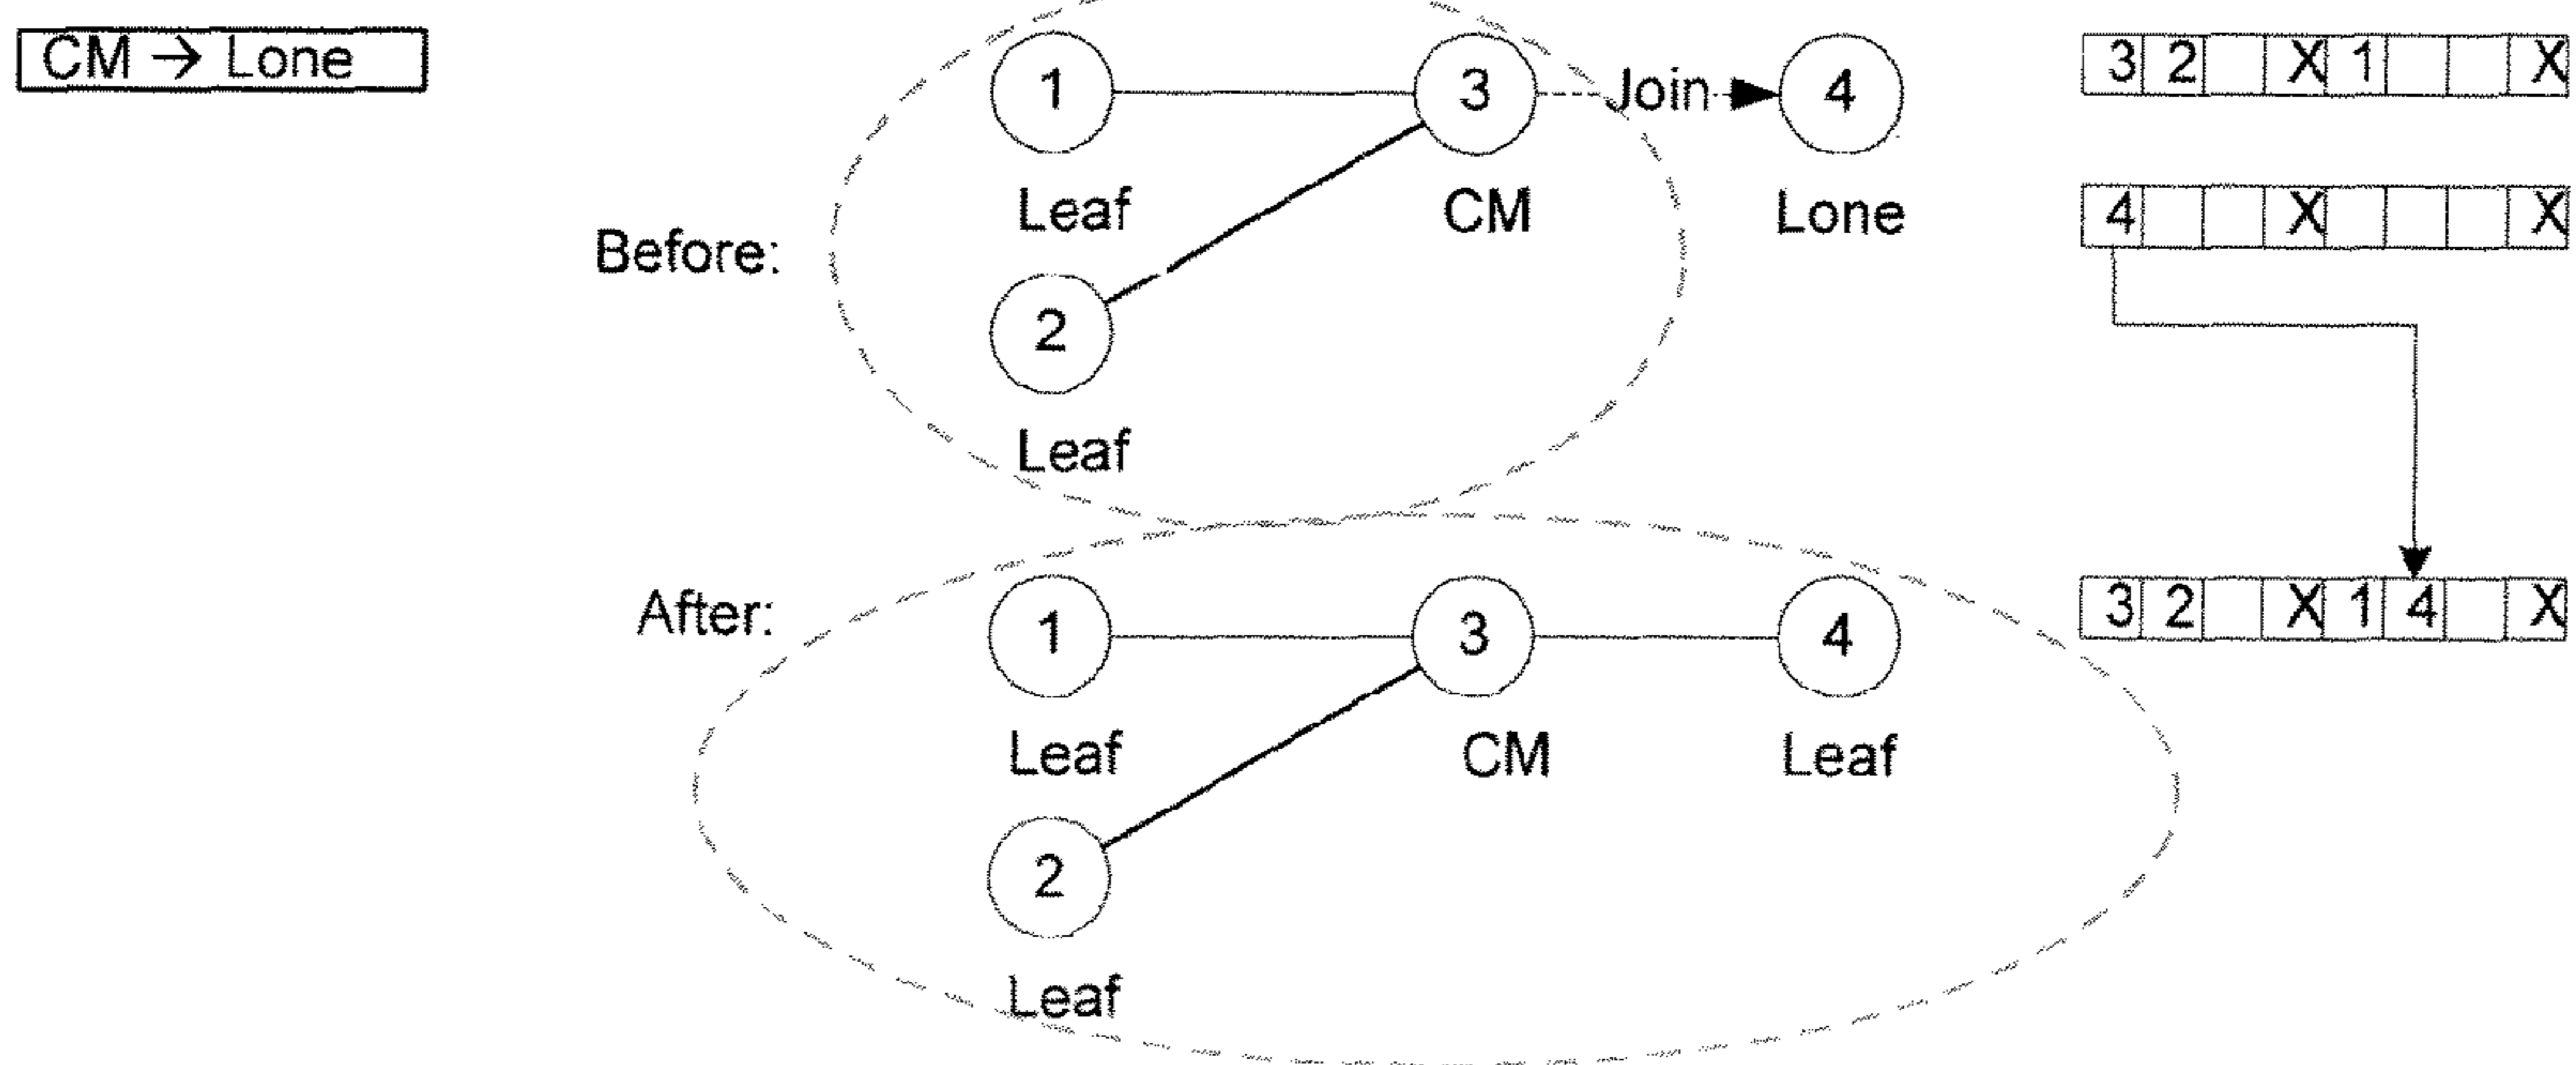 CM → Lone
1 3 Join 4
3 2 X 1 X
Leaf CM Lone
4 X X
Before:
2
Leaf
After:
1 3 4
3 2 X 1 4 X
Leaf CM Leaf
2
Leaf